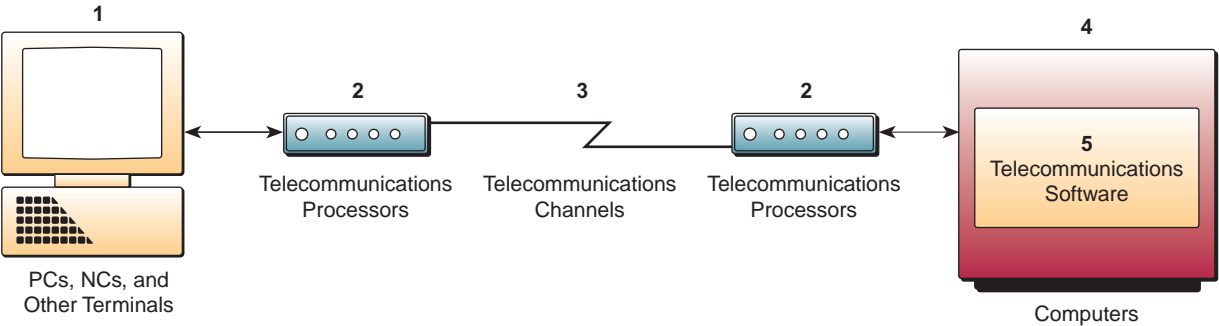 1
2
3
2
4
5
Telecommunications
Software
Telecommunications
Processors
Telecommunications
Channels
Telecommunications
Processors
PCs, NCs, and
Other Terminals
Computers